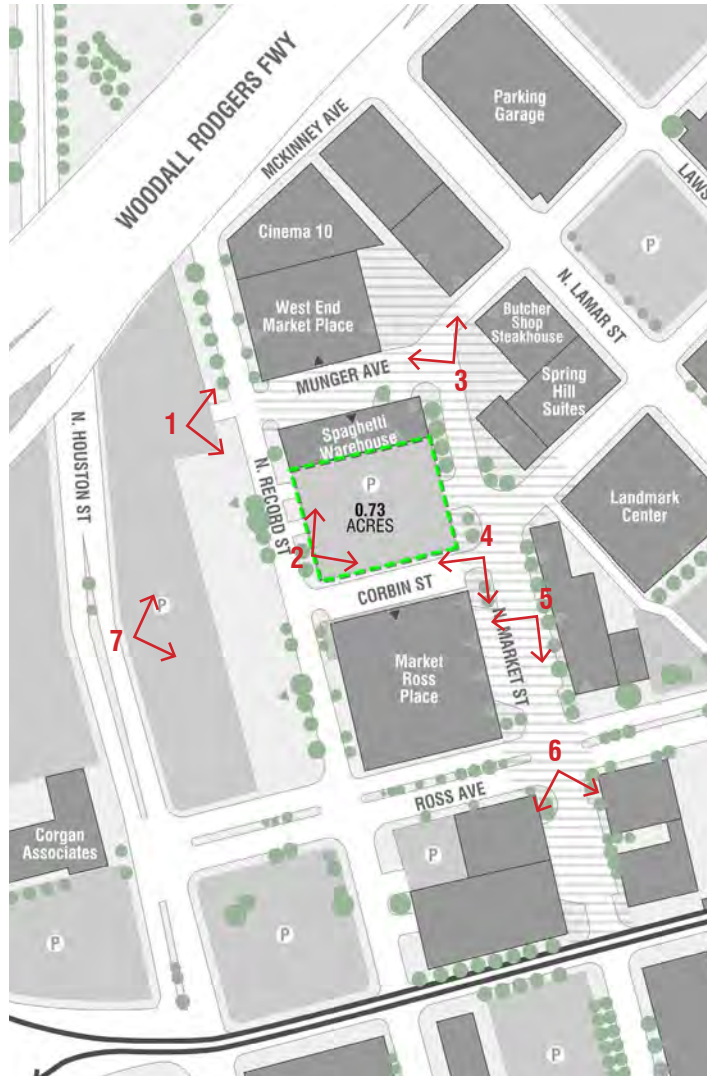 WOODALL RODGERS FWY
MCKINNEY AVE
Parking
Garage
LAWS
P
Cinema 10
West End
Market Place
N. LAMAR ST
Butcher
Shop
Steakhouse
Spring
Hill
Suites
MUNGER AVE
3
1
N. HOUSTON ST
N. RECORD ST
Spaghetti
Warehouse
P
0.73
ACRES
Landmark
Center
2
4
CORBIN ST
5
N. MARKET ST
P
7
Market
Ross
Place
6
ROSS AVE
Corgan
Associates
P
P
P
P